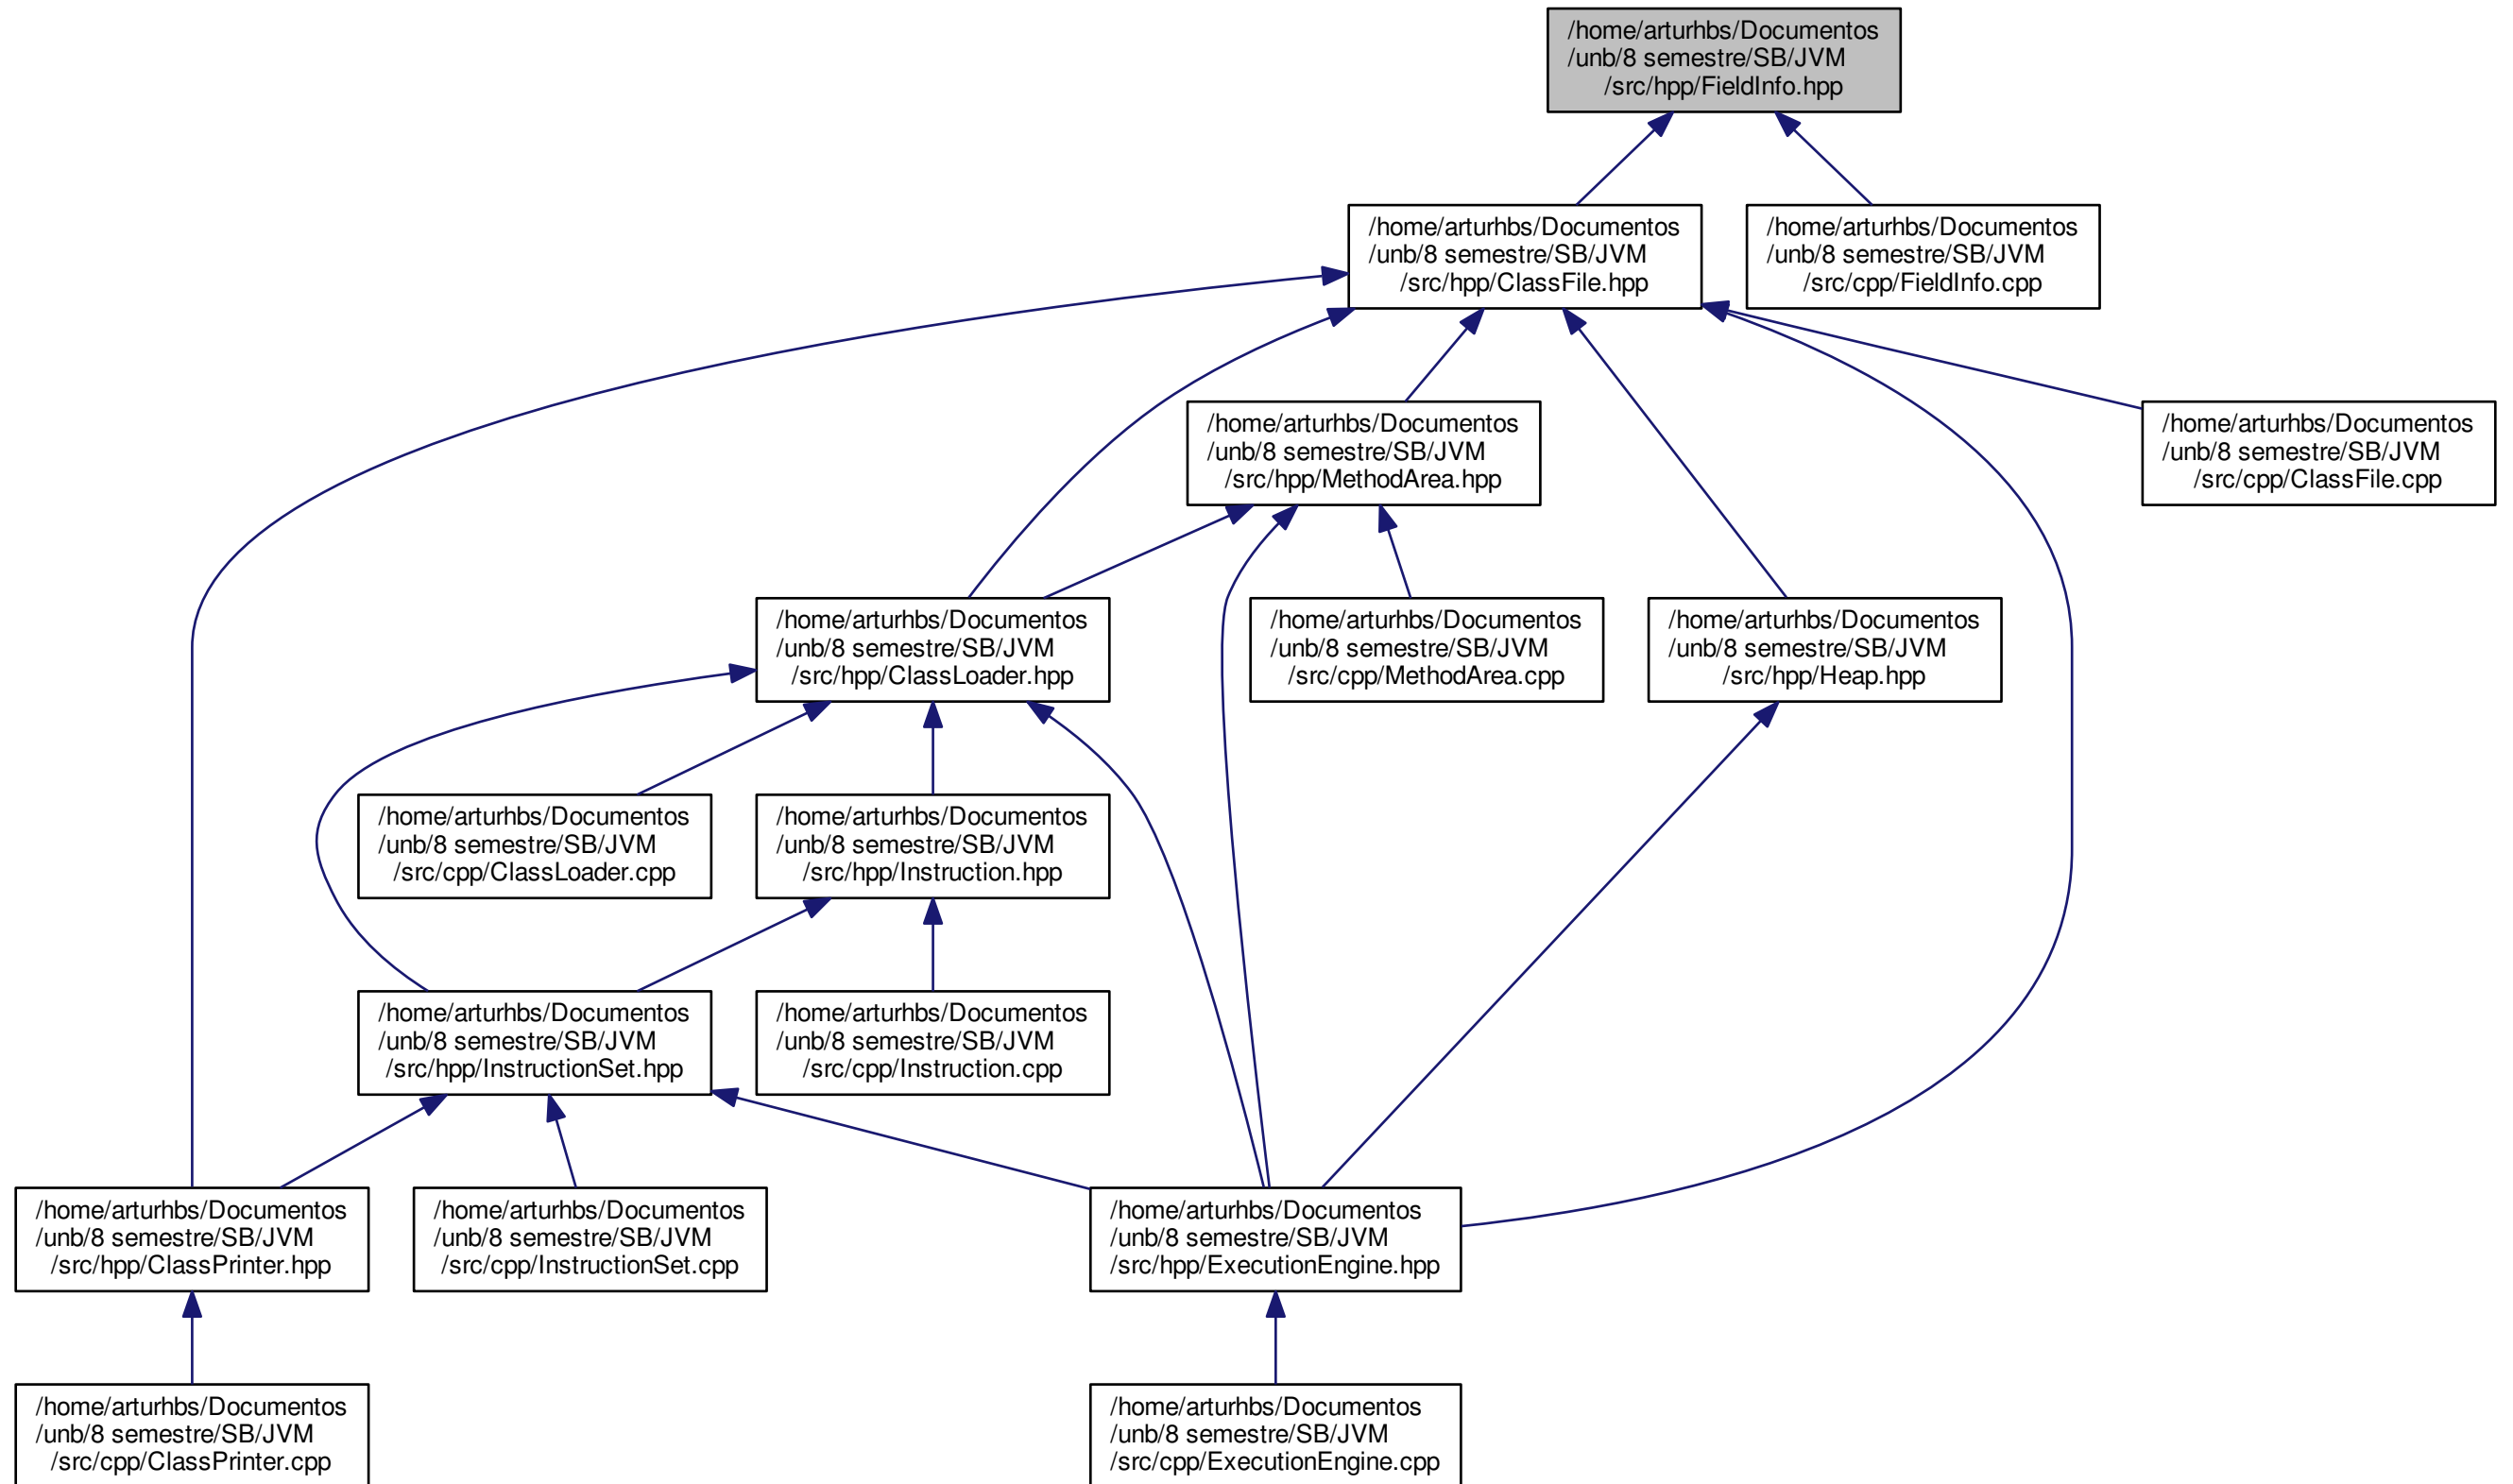 /home/arturhbs/Documentos
/unb/8 semestre/SB/JVM
/src/hpp/FieldInfo.hpp
/home/arturhbs/Documentos
/unb/8 semestre/SB/JVM
/src/hpp/ClassFile.hpp
/home/arturhbs/Documentos
/unb/8 semestre/SB/JVM
/src/cpp/FieldInfo.cpp
/home/arturhbs/Documentos
/unb/8 semestre/SB/JVM
/src/hpp/MethodArea.hpp
/home/arturhbs/Documentos
/unb/8 semestre/SB/JVM
/src/cpp/ClassFile.cpp
/home/arturhbs/Documentos
/unb/8 semestre/SB/JVM
/src/hpp/ClassLoader.hpp
/home/arturhbs/Documentos
/unb/8 semestre/SB/JVM
/src/cpp/MethodArea.cpp
/home/arturhbs/Documentos
/unb/8 semestre/SB/JVM
/src/hpp/Heap.hpp
/home/arturhbs/Documentos
/unb/8 semestre/SB/JVM
/src/cpp/ClassLoader.cpp
/home/arturhbs/Documentos
/unb/8 semestre/SB/JVM
/src/hpp/Instruction.hpp
/home/arturhbs/Documentos
/unb/8 semestre/SB/JVM
/src/hpp/InstructionSet.hpp
/home/arturhbs/Documentos
/unb/8 semestre/SB/JVM
/src/cpp/Instruction.cpp
/home/arturhbs/Documentos
/unb/8 semestre/SB/JVM
/src/hpp/ClassPrinter.hpp
/home/arturhbs/Documentos
/unb/8 semestre/SB/JVM
/src/cpp/InstructionSet.cpp
/home/arturhbs/Documentos
/unb/8 semestre/SB/JVM
/src/hpp/ExecutionEngine.hpp
/home/arturhbs/Documentos
/unb/8 semestre/SB/JVM
/src/cpp/ClassPrinter.cpp
/home/arturhbs/Documentos
/unb/8 semestre/SB/JVM
/src/cpp/ExecutionEngine.cpp